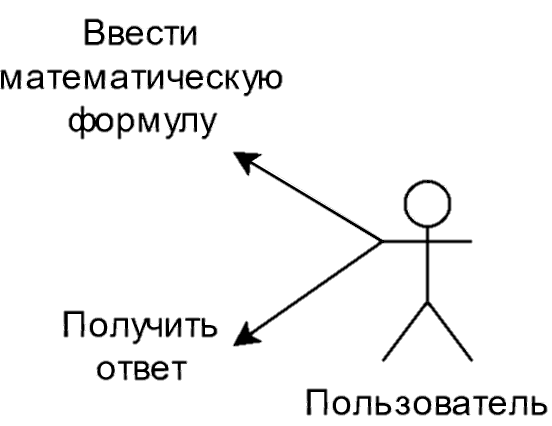 Ввести
математическую
формулу
Получить
ответ
Пользователь